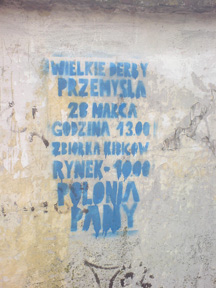 WIELKIE DERBY
PRZEMYŚLA
28 MARCA
GODZINA 13 00
ZBIÓRKA KIBICÓW
RYNEK - 10 00
POLONIA
PANY